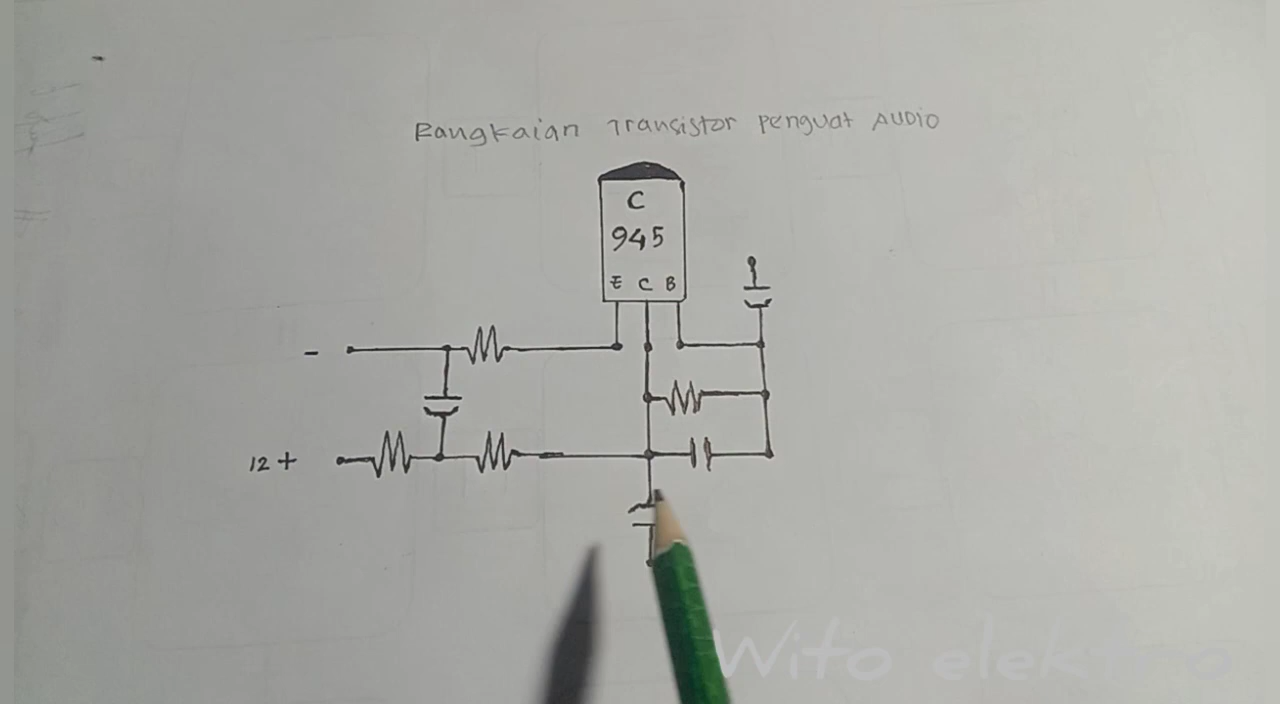 Rangkaian Transistor Penguat AUDIO
C
945
E C B
-
12 +
Wito elektro